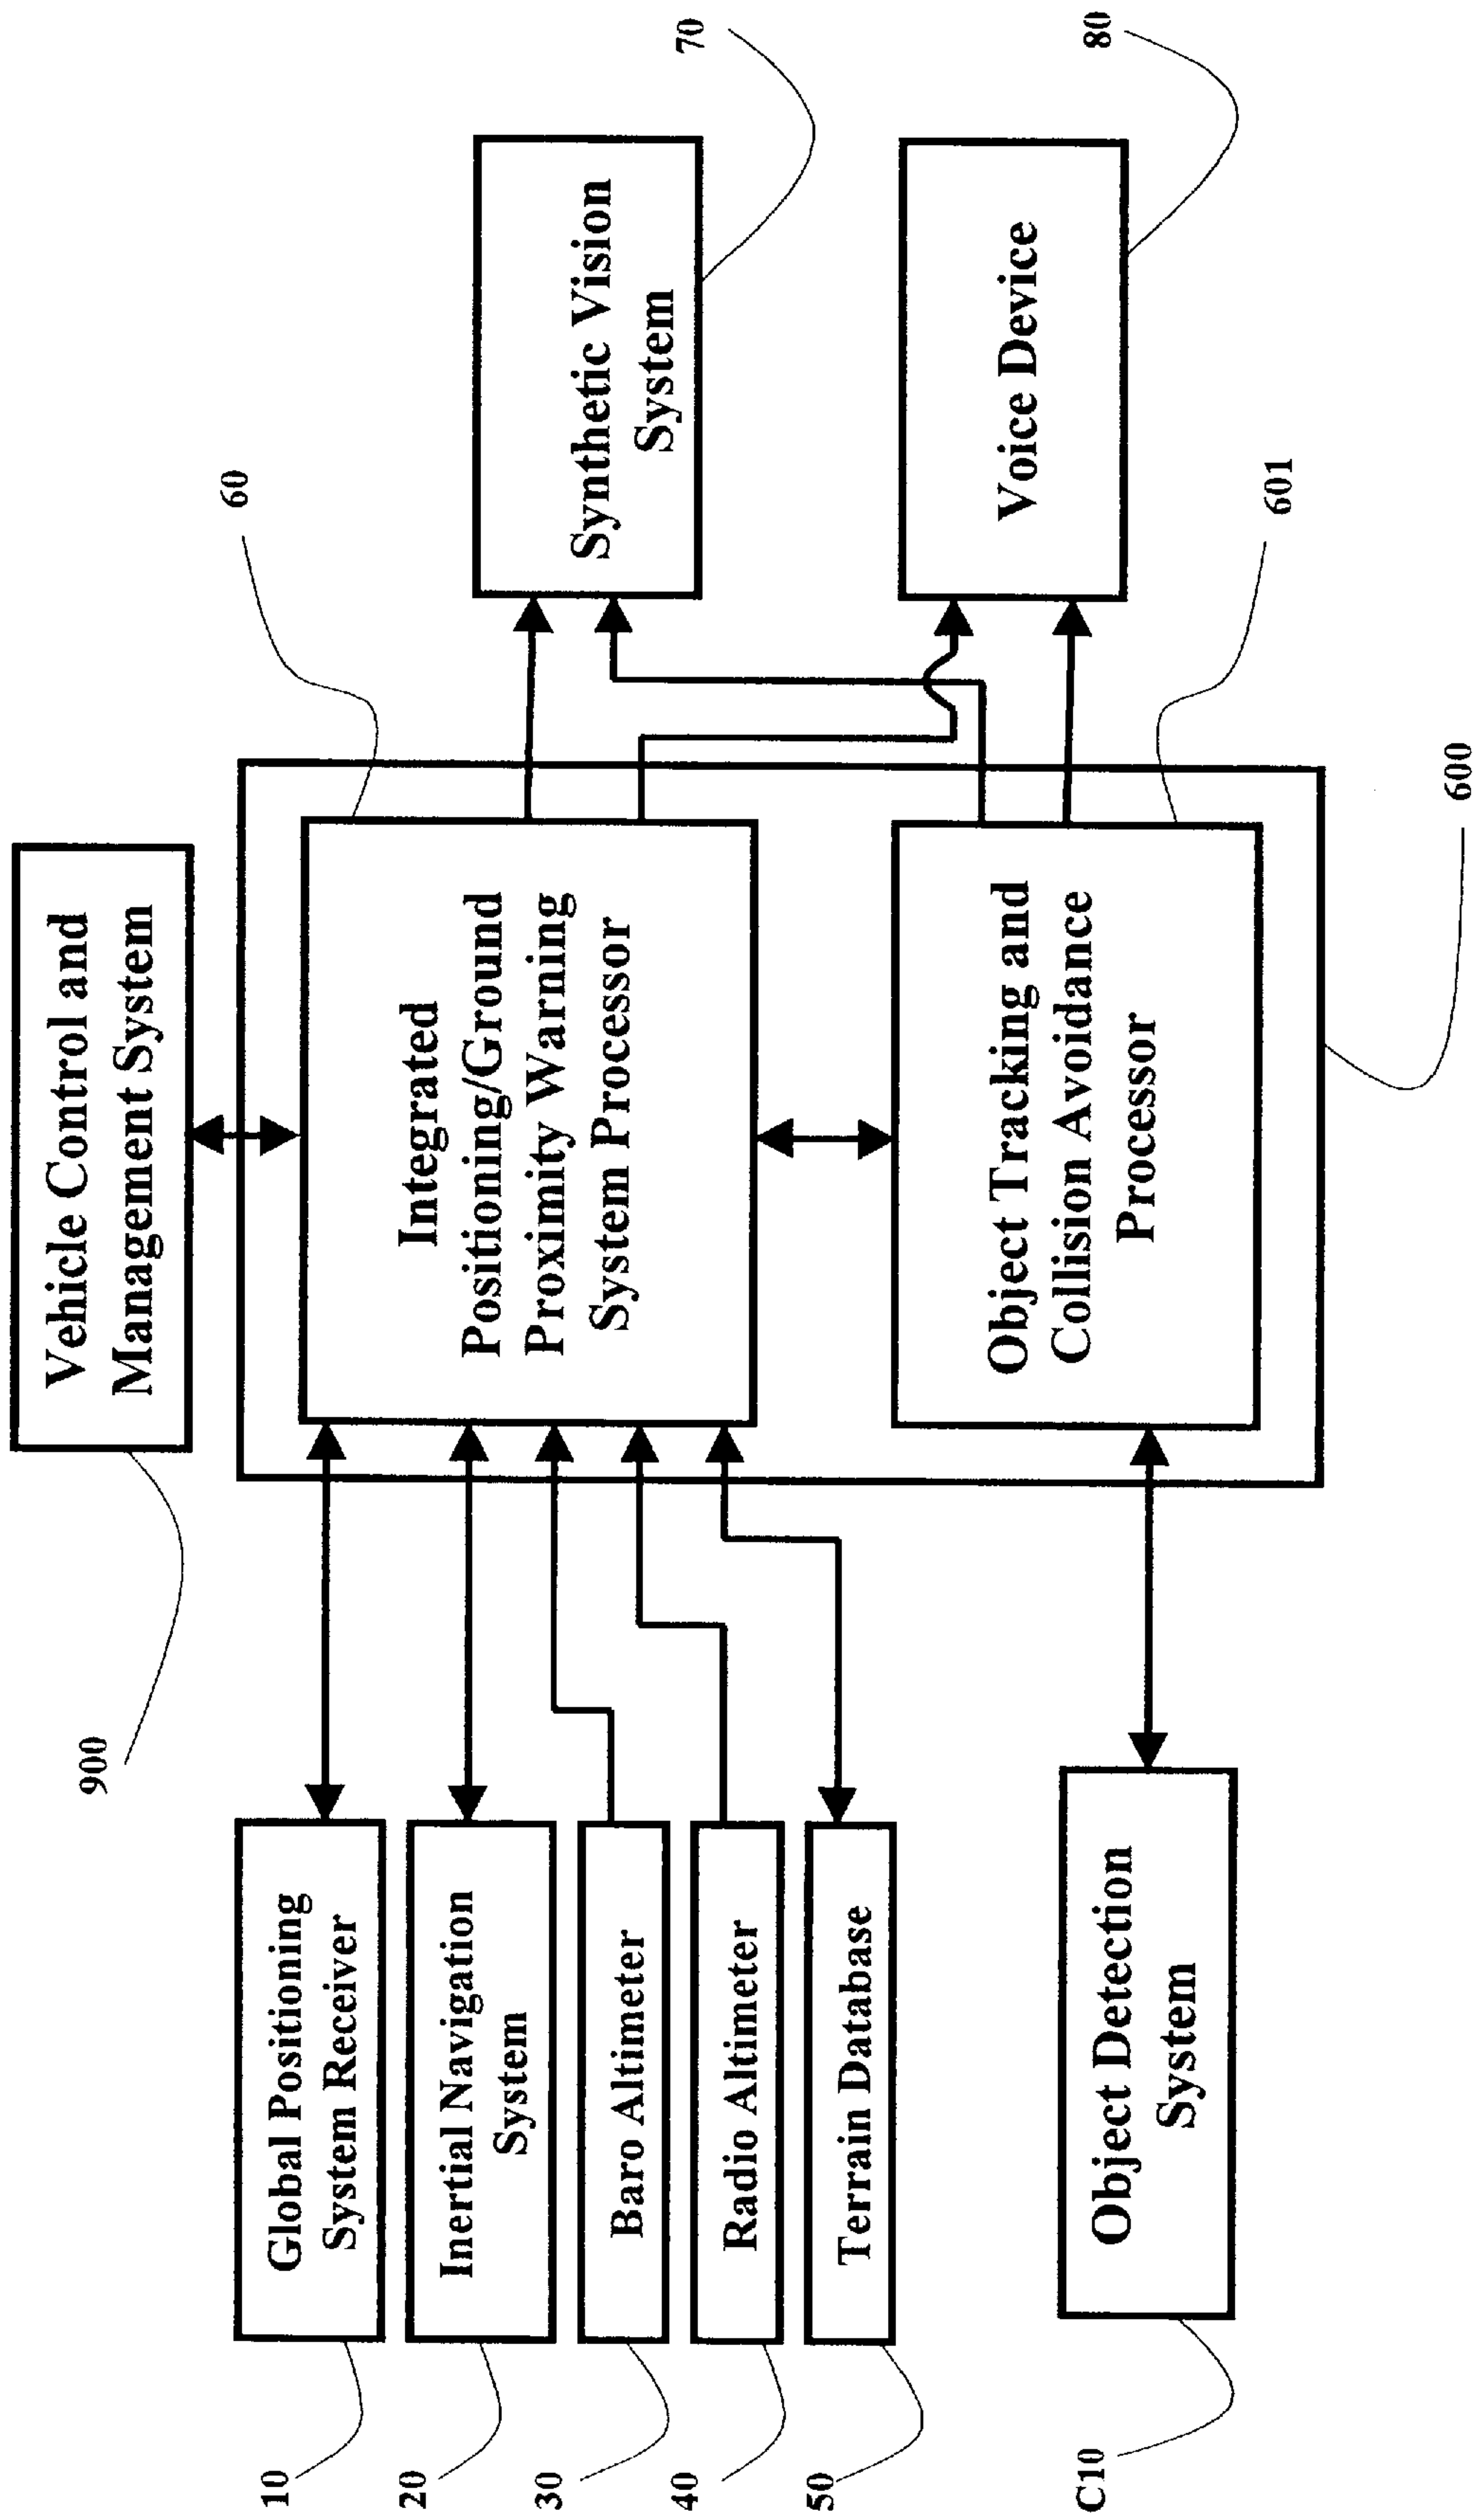 900
Vehicle Control and
Management System
10
Global Positioning
System Receiver
20
Inertial Navigation
System
30
Baro Altimeter
40
Radio Altimeter
50
Terrain Database
C10
Object Detection
System
60
Integrated
Positioning/Ground
Proximity Warning
System Processor
Object Tracking and
Collision Avoidance
Processor
601
600
Synthetic Vision
System
70
Voice Device
80